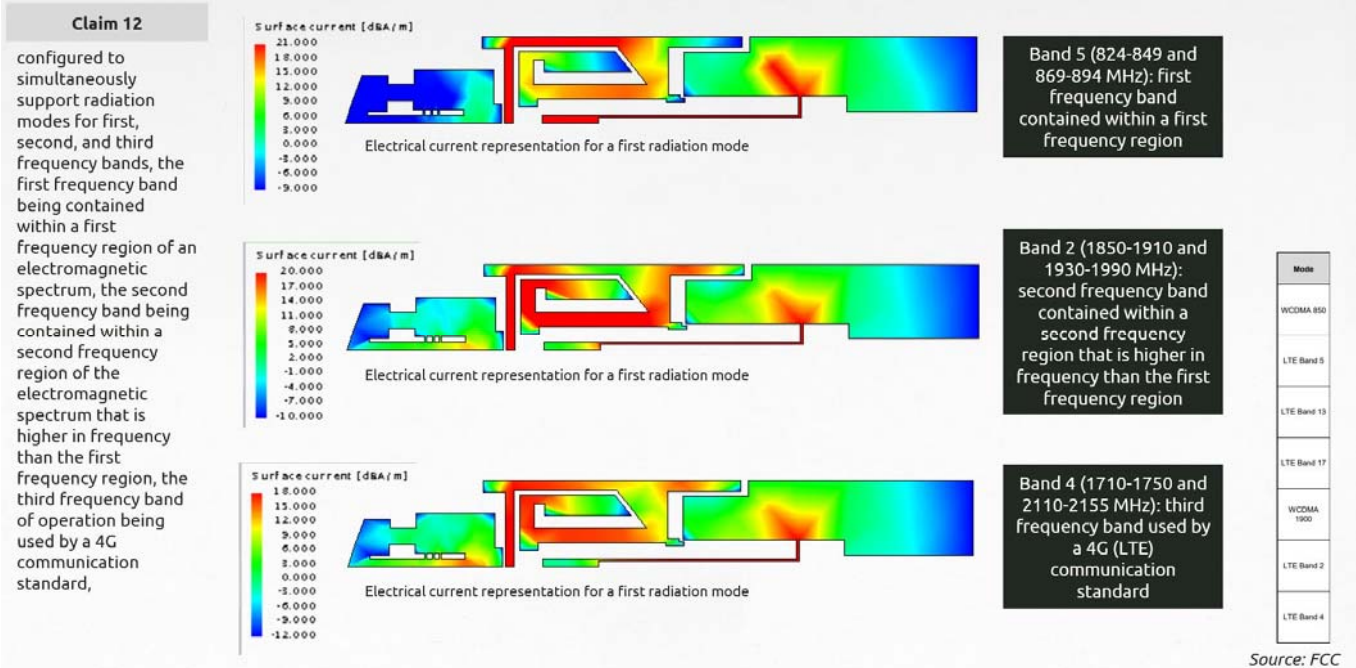 Claim 12
configured to
simultaneously
support radiation
modes for first,
second, and third
frequency bands, the
first frequency band
being contained
within a first
frequency region of an
electromagnetic
spectrum, the second
frequency band being
contained within a
second frequency
region of the
electromagnetic
spectrum that is
higher in frequency
than the first
frequency region, the
third frequency band
of operation being
used by a 4G
communication
standard,
Surface current [dBA/m]
21.000
18.000
15.000
12.000
9.000
6.000
3.000
0.000
-3.000
-6.000
-9.000
Electrical current representation for a first radiation mode
Band 5 (824-849 and
869-894 MHz): first
frequency band
contained within a first
frequency region
Surface current [dBA/m]
20.000
17.000
14.000
11.000
8.000
5.000
2.000
-1.000
-4.000
-7.000
-10.000
Electrical current representation for a first radiation mode
Band 2 (1850-1910 and
1930-1990 MHz):
second frequency band
contained within a
second frequency
region that is higher in
frequency than the first
frequency region
Surface current [dBA/m]
18.000
15.000
12.000
9.000
6.000
3.000
0.000
-3.000
-6.000
-9.000
-12.000
Electrical current representation for a first radiation mode
Band 4 (1710-1750 and
2110-2155 MHz): third
frequency band used by
a 4G (LTE)
communication
standard
Mode
WCDMA 850
LTE Band 5
LTE Band 13
LTE Band 17
WCDMA
1900
LTE Band 2
LTE Band 4
Source: FCC